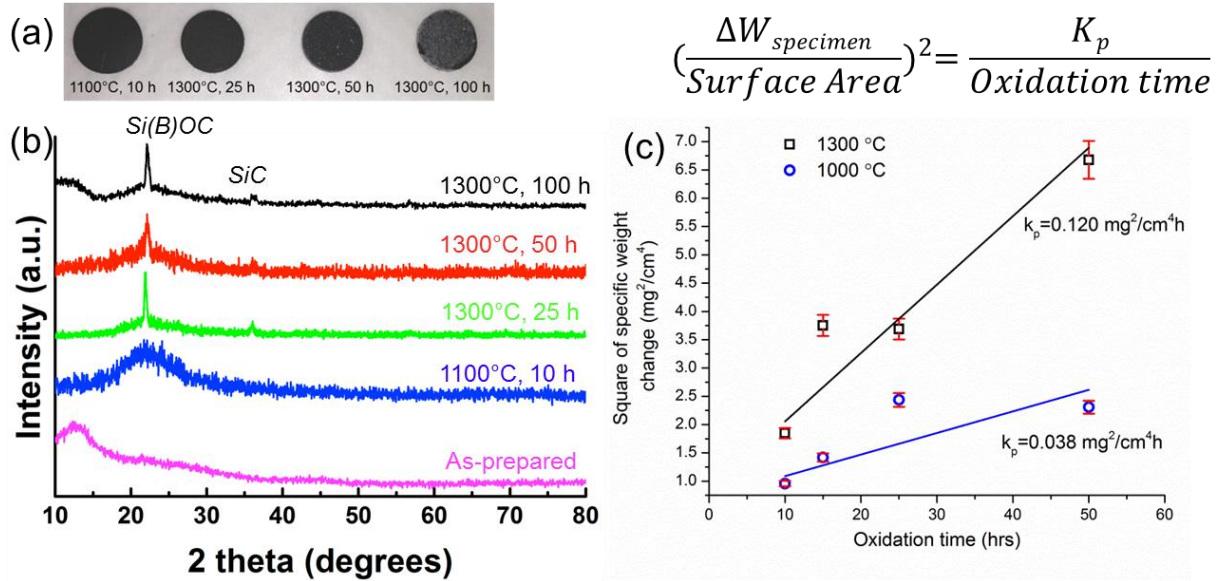 (a)
1100°C, 10 h 1300°C, 25 h 1300°C, 50 h 1300°C, 100 h
(ΔW_specimen/Surface Area)² = K_p/Oxidation time
(b)
Si(B)OC
SiC
1300°C, 100 h
1300°C, 50 h
1300°C, 25 h
1100°C, 10 h
As-prepared
Intensity (a.u.)
10 20 30 40 50 60 70 80
2 theta (degrees)
(c)
1300 °C
1000 °C
k_p=0.120 mg²/cm⁴h
k_p=0.038 mg²/cm⁴h
Square of specific weight
change (mg²/cm⁴)
7.0
6.5
6.0
5.5
5.0
4.5
4.0
3.5
3.0
2.5
2.0
1.5
1.0
0 10 20 30 40 50 60
Oxidation time (hrs)